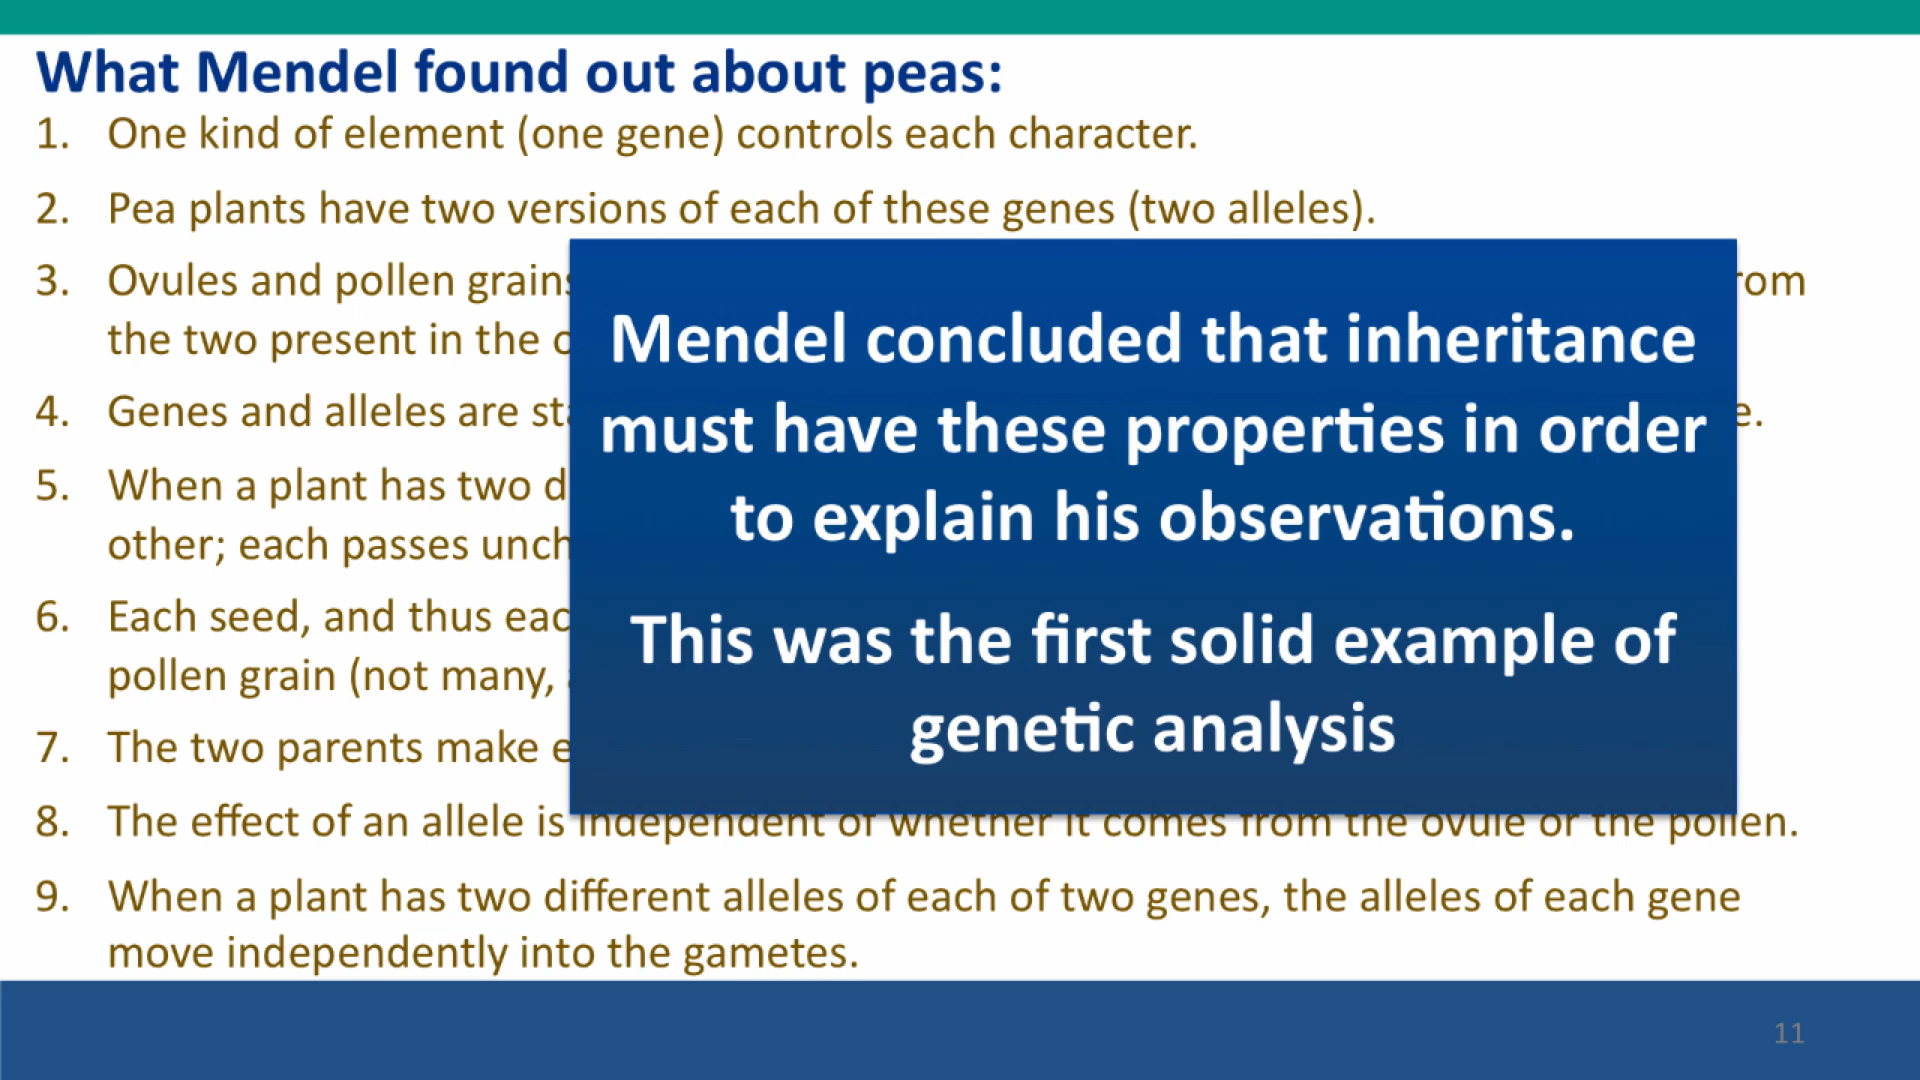 What Mendel found out about peas:
1. One kind of element (one gene) controls each character.
2. Pea plants have two versions of each of these genes (two alleles).
3. Ovules and pollen grains
the two present in the
4. Genes and alleles are
5. When a plant has two
other; each passes
6. Each seed, and thus
pollen grain (not many,
7. The two parents make
8. The effect of an allele is independent of whether it comes from the ovule or the pollen.
9. When a plant has two different alleles of each of two genes, the alleles of each gene
move independently into the gametes.
Mendel concluded that inheritance
must have these properties in order
to explain his observations.
This was the first solid example of
genetic analysis
11